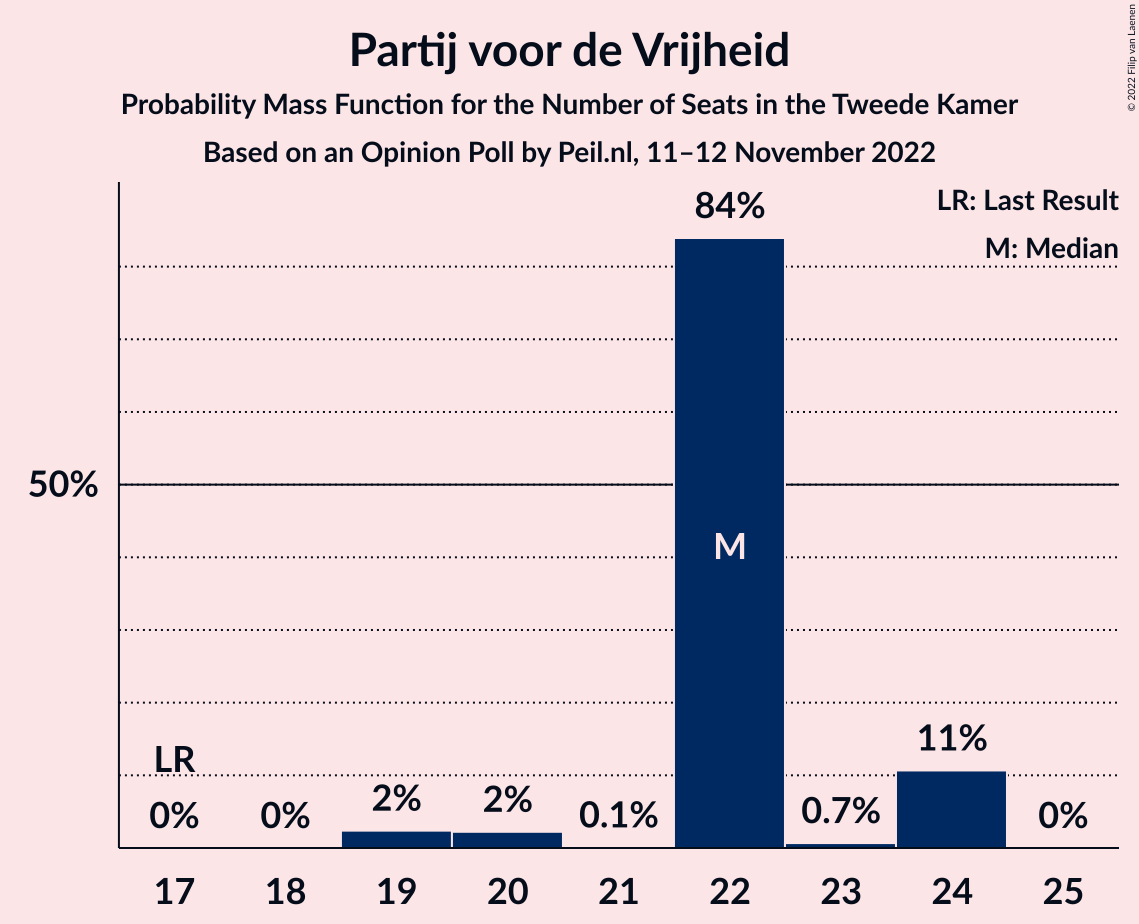 Partij voor de Vrijheid
Probability Mass Function for the Number of Seats in the Tweede Kamer
Based on an Opinion Poll by Peil.nl, 11–12 November 2022
© 2022 Filip van Laenen
LR: Last Result
M: Median
84%
50%
M
LR
11%
0%
0%
2%
2%
0.1%
0.7%
0%
17
18
19
20
21
22
23
24
25